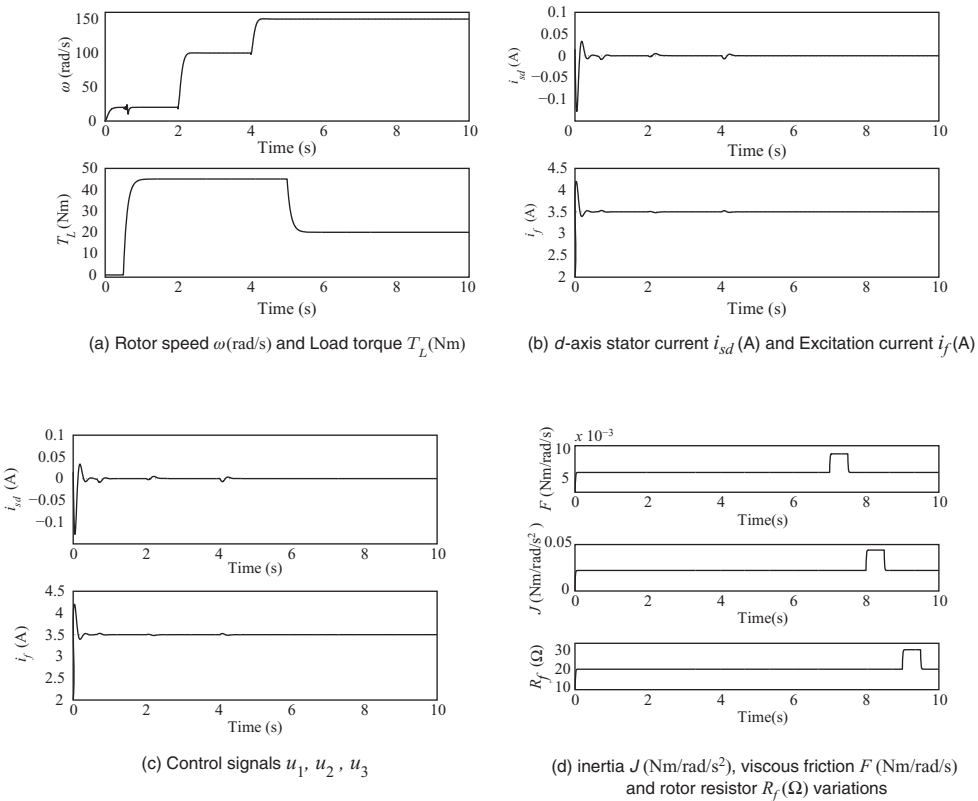 150
100
50
0
ω (rad/s)
0 2 4 6 8 10
Time (s)
50
40
30
20
10
0
T_L (Nm)
0 2 4 6 8 10
Time (s)
(a) Rotor speed ω(rad/s) and Load torque T_L(Nm)
0.1
0.05
0
−0.05
−0.1
i_sd (A)
0 2 4 6 8 10
Time (s)
4.5
4
3.5
3
2.5
2
i_f (A)
0 2 4 6 8 10
Time (s)
(b) d-axis stator current i_sd (A) and Excitation current i_f (A)
0.1
0.05
0
−0.05
−0.1
i_sd (A)
0 2 4 6 8 10
Time (s)
4.5
4
3.5
3
2.5
2
i_f (A)
0 2 4 6 8 10
Time (s)
(c) Control signals u_1, u_2 , u_3
x 10⁻³
10
5
F (Nm/rad/s)
0 2 4 6 8 10
Time(s)
0.05
0
J (Nm/rad/s²)
0 2 4 6 8 10
Time(s)
30
20
10
R_f (Ω)
0 2 4 6 8 10
Time(s)
(d) inertia J (Nm/rad/s²), viscous friction F (Nm/rad/s)
and rotor resistor R_f (Ω) variations